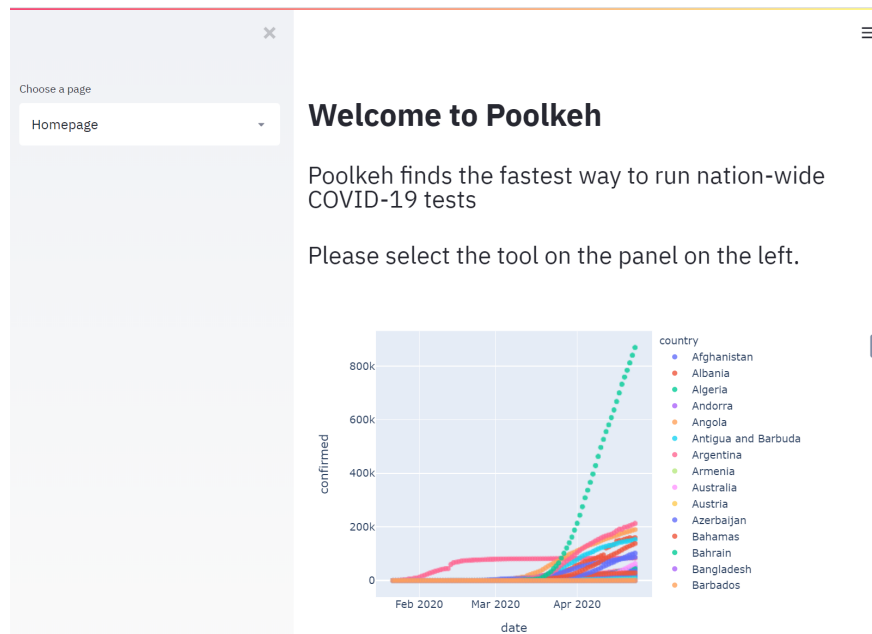 Choose a page
Homepage
Welcome to Poolkeh
Poolkeh finds the fastest way to run nation-wide
COVID-19 tests
Please select the tool on the panel on the left.
confirmed
800k
600k
400k
200k
0
Feb 2020
Mar 2020
Apr 2020
date
country
Afghanistan
Albania
Algeria
Andorra
Angola
Antigua and Barbuda
Argentina
Armenia
Australia
Austria
Azerbaijan
Bahamas
Bahrain
Bangladesh
Barbados